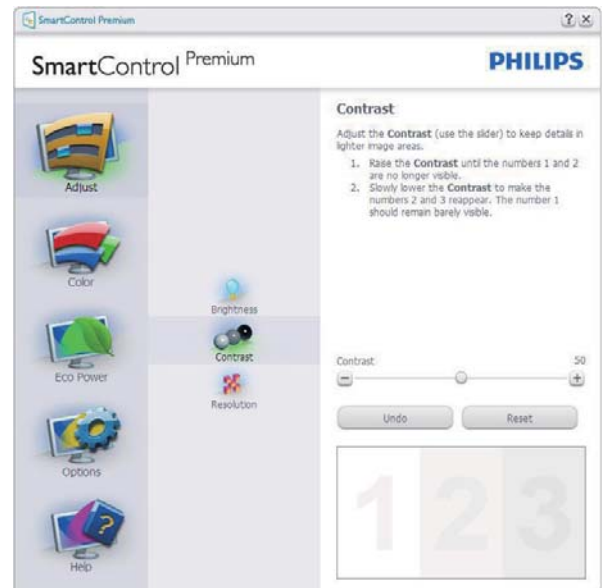 SmartControl Premium
? ×
SmartControl Premium
PHILIPS
Adjust
Color
Eco Power
Options
? Help
Brightness
Contrast
Resolution
Contrast
Adjust the Contrast (use the slider) to keep details in
lighter image areas.
1. Raise the Contrast until the numbers 1 and 2
are no longer visible.
2. Slowly lower the Contrast to make the
numbers 2 and 3 reappear. The number 1
should remain barely visible.
Contrast 50
− +
Undo Reset
1 2 3